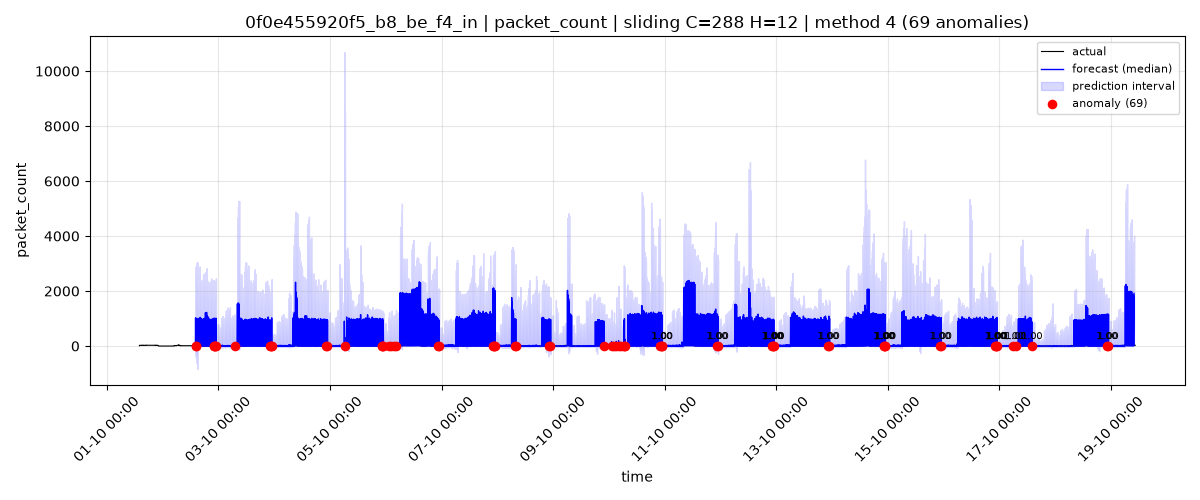 0f0e455920f5_b8_be_f4_in | packet_count | sliding C=288 H=12 | method 4 (69 anomalies)
actual
forecast (median)
prediction interval
anomaly (69)
packet_count
10000
8000
6000
4000
2000
0
1.00 1.00 1.00 1.00 1.00 1.00 1.00 1.00
01-10 00:00 03-10 00:00 05-10 00:00 07-10 00:00 09-10 00:00 11-10 00:00 13-10 00:00 15-10 00:00 17-10 00:00 19-10 00:00
time